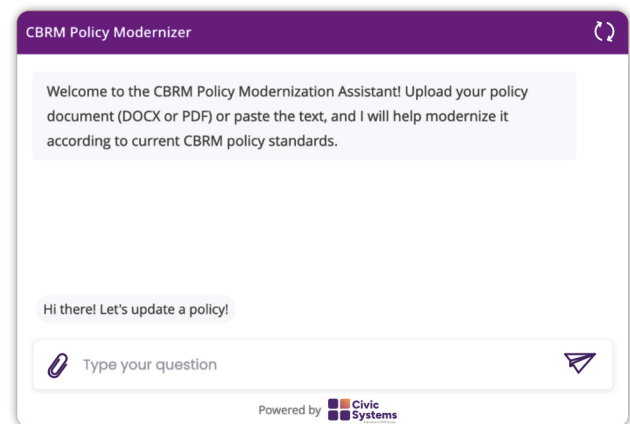 CBRM Policy Modernizer
Welcome to the CBRM Policy Modernization Assistant! Upload your policy
document (DOCX or PDF) or paste the text, and I will help modernize it
according to current CBRM policy standards.
Hi there! Let's update a policy!
Type your question
Powered by Civic
Systems